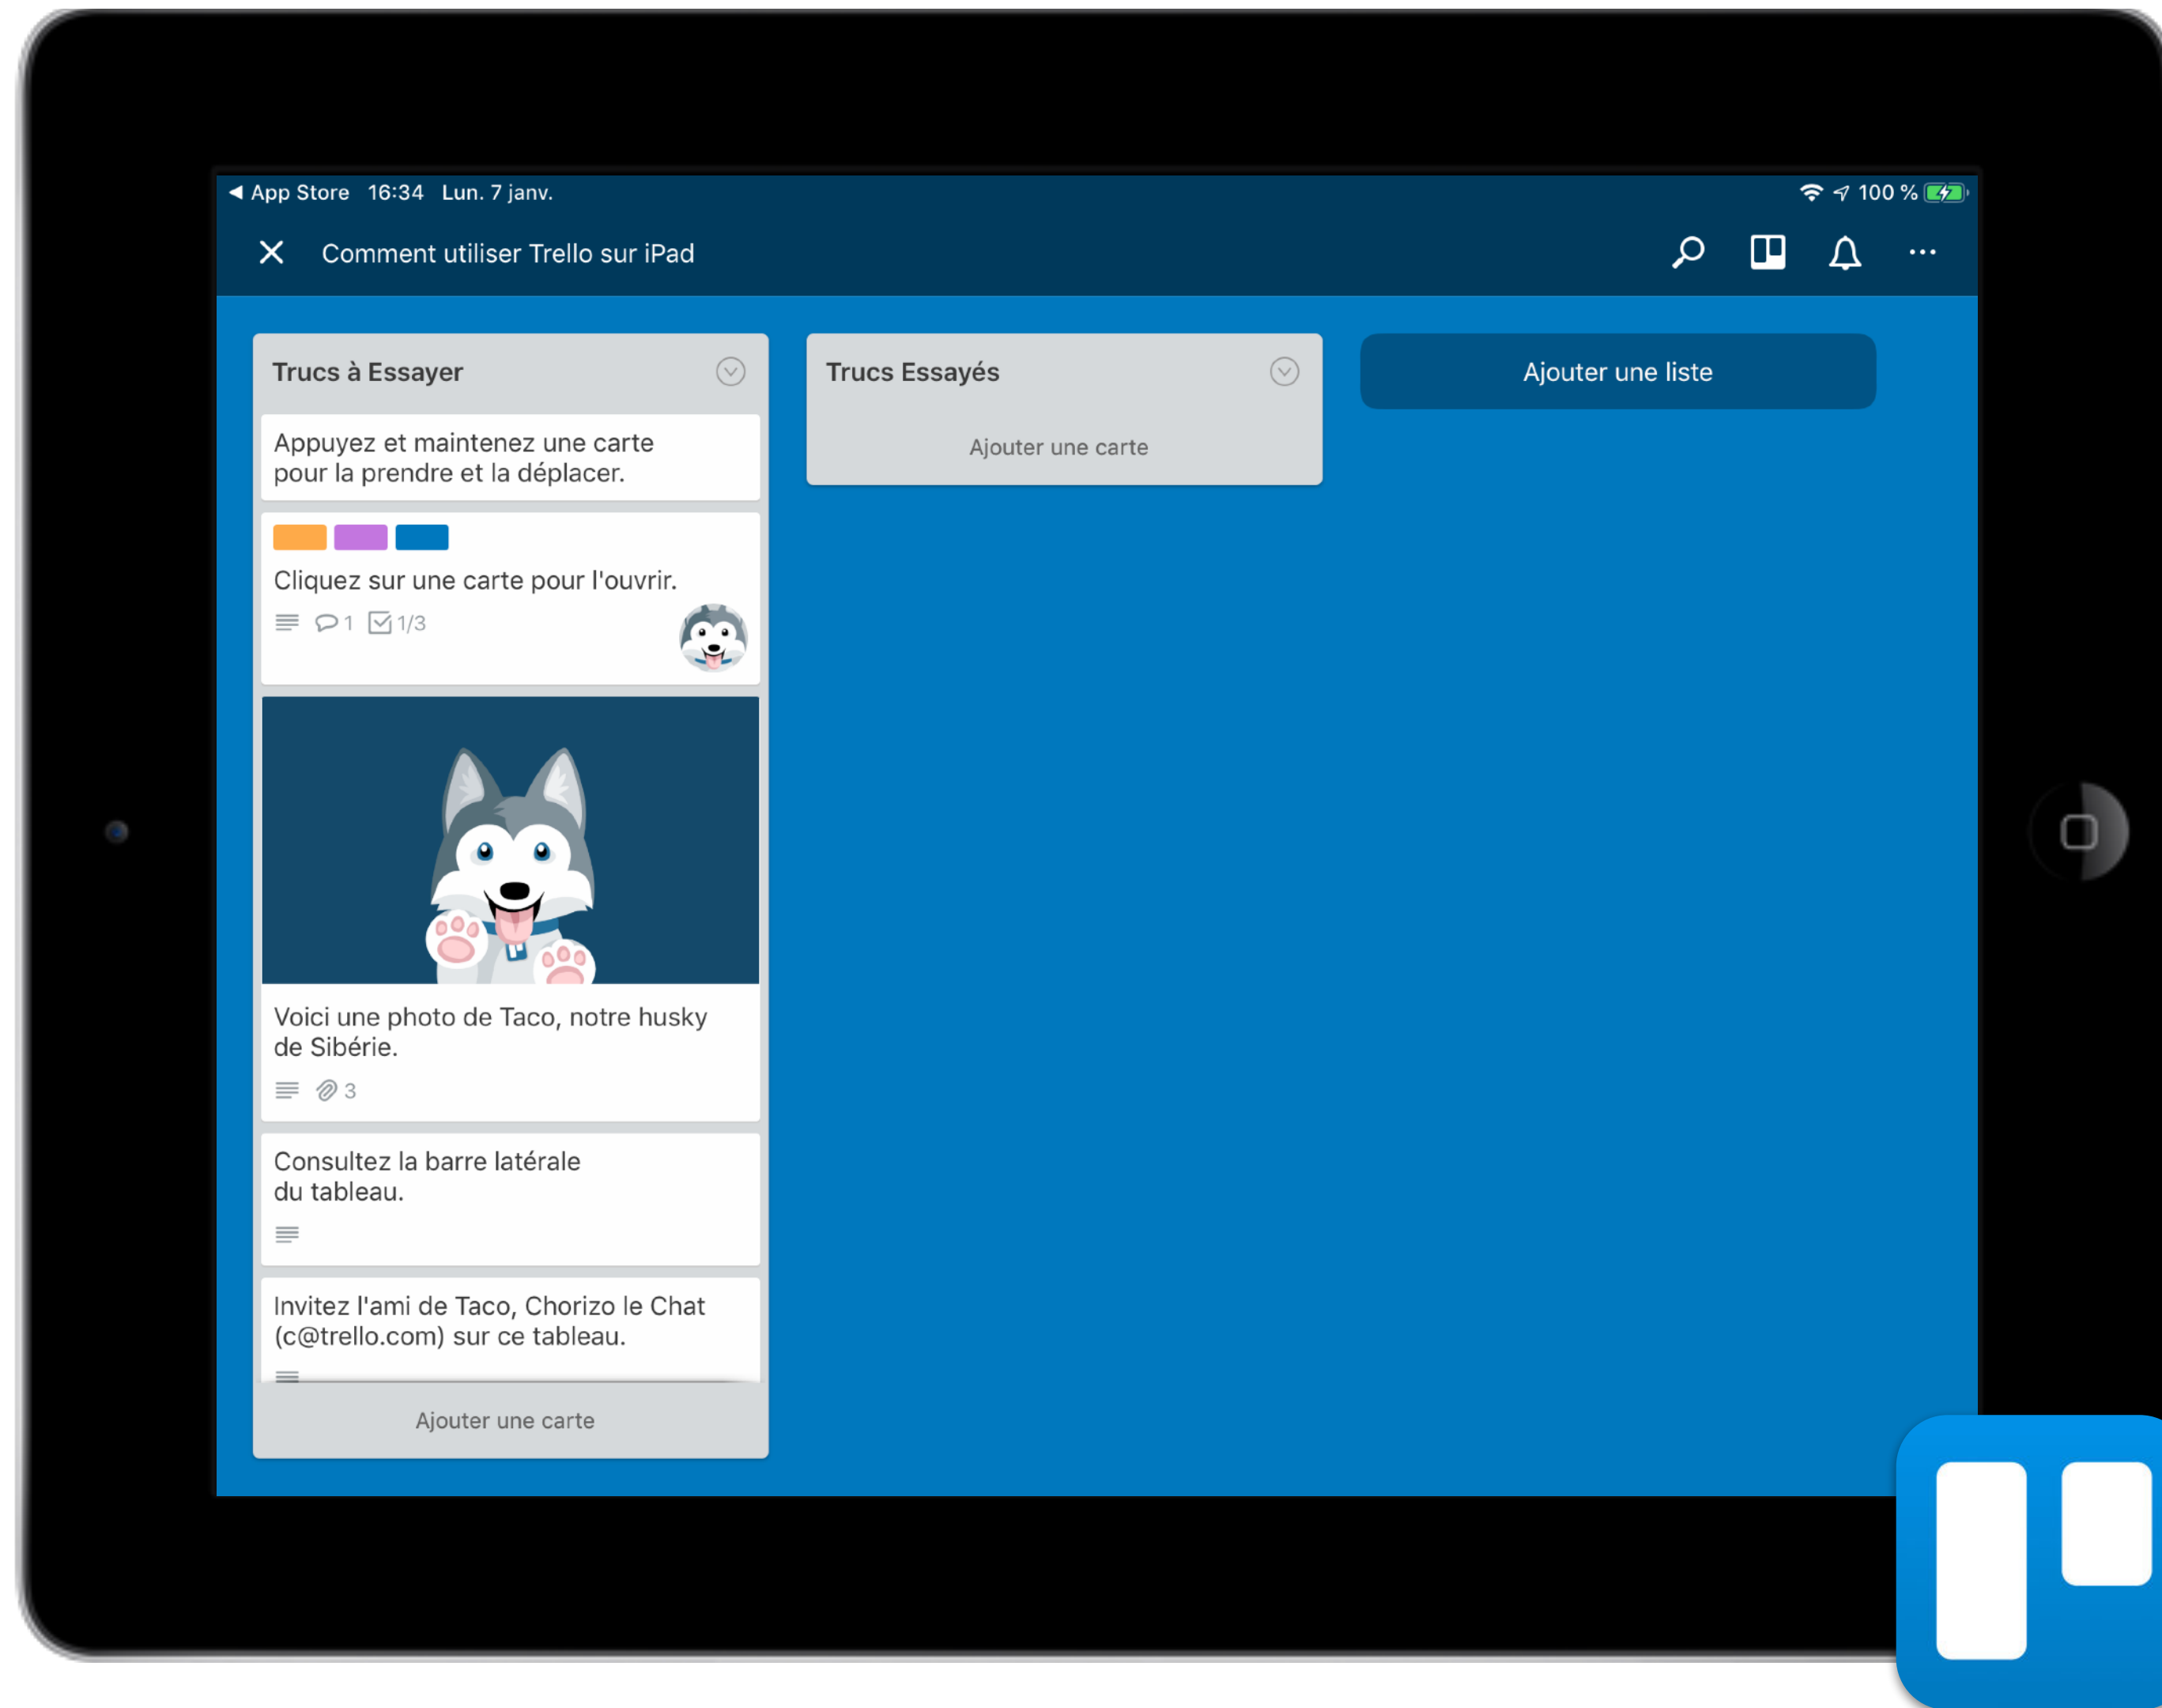 ◀ App Store 16:34 Lun. 7 janv. 100 %
Comment utiliser Trello sur iPad
Trucs à Essayer
Appuyez et maintenez une carte
pour la prendre et la déplacer.
Cliquez sur une carte pour l'ouvrir.
1 1/3
Voici une photo de Taco, notre husky
de Sibérie.
3
Consultez la barre latérale
du tableau.
Invitez l'ami de Taco, Chorizo le Chat
(c@trello.com) sur ce tableau.
Ajouter une carte
Trucs Essayés
Ajouter une carte
Ajouter une liste